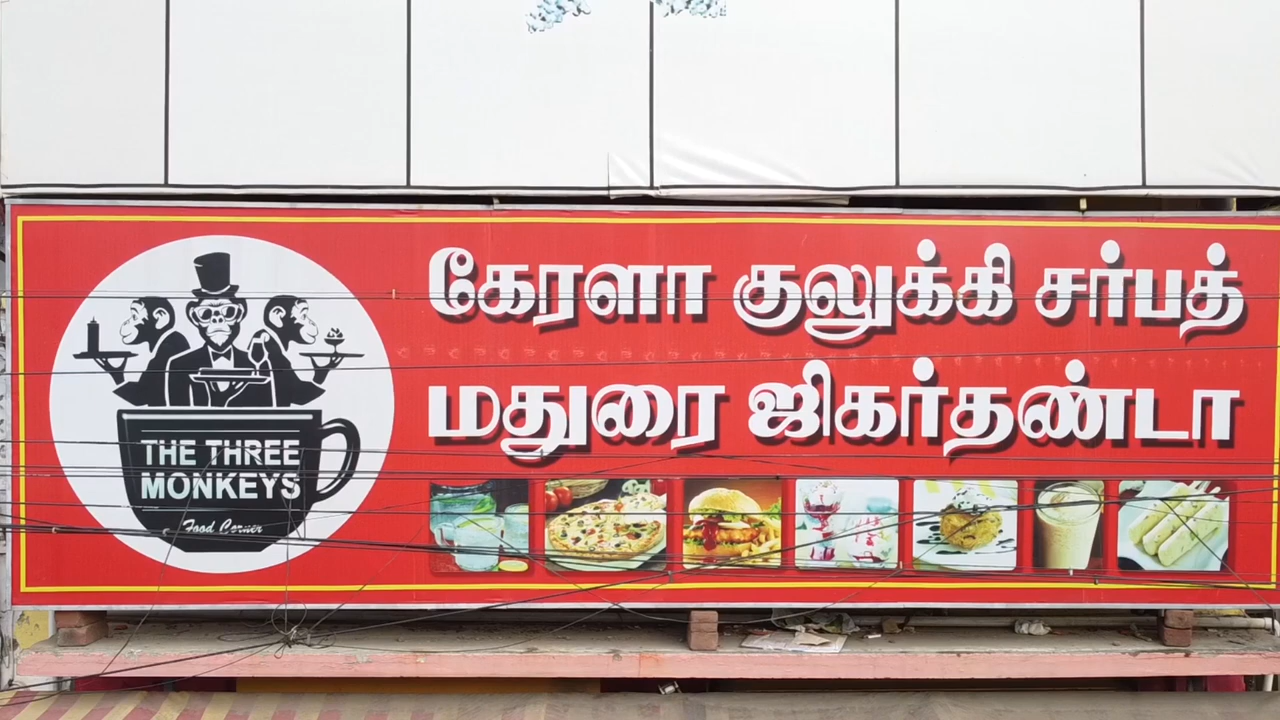 THE THREE
MONKEYS
Food Corner
கேரளா குலுக்கி சர்பத்
மதுரை ஜிகர்தண்டா